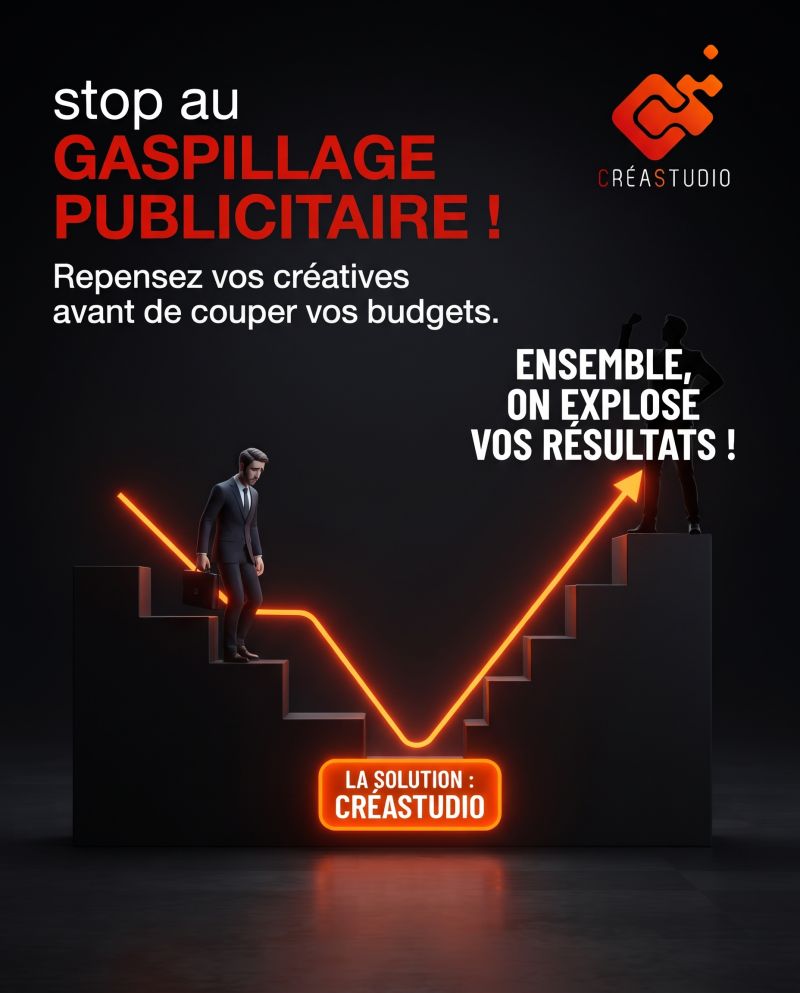 stop au
GASPILLAGE
PUBLICITAIRE !
Repensez vos créatives
avant de couper vos budgets.
CRÉASTUDIO
ENSEMBLE,
ON EXPLOSE
VOS RÉSULTATS !
LA SOLUTION :
CRÉASTUDIO